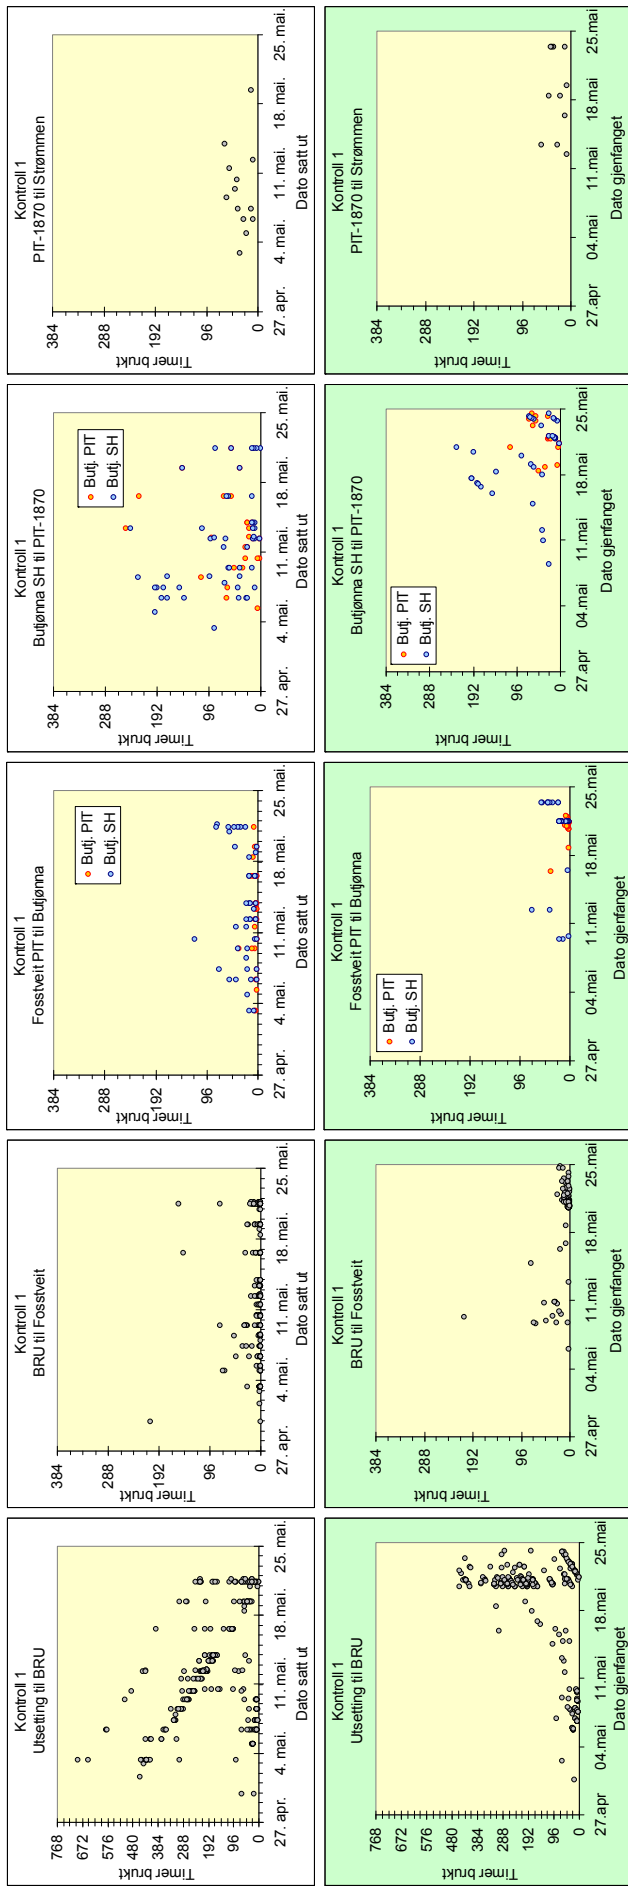 Kontroll 1
Utsetting til BRU
Timer brukt
768
672
576
480
384
288
192
96
0
27. apr. 4. mai. 11. mai. 18. mai. 25. mai.
Dato satt ut
Kontroll 1
BRU til Fosstveit
Timer brukt
384
288
192
96
0
27. apr. 4. mai. 11. mai. 18. mai. 25. mai.
Dato satt ut
Kontroll 1
Fosstveit PIT til Butjønna
Timer brukt
384
288
192
96
0
Butj. PIT
Butj. SH
27. apr. 4. mai. 11. mai. 18. mai. 25. mai.
Dato satt ut
Kontroll 1
Butjønna SH til PIT-1870
Timer brukt
384
288
192
96
0
Butj. PIT
Butj. SH
27. apr. 4. mai. 11. mai. 18. mai. 25. mai.
Dato satt ut
Kontroll 1
PIT-1870 til Strømmen
Timer brukt
384
288
192
96
0
27. apr. 4. mai. 11. mai. 18. mai. 25. mai.
Dato satt ut
Kontroll 1
Utsetting til BRU
Timer brukt
768
672
576
480
384
288
192
96
0
27.apr 04.mai 11.mai 18.mai 25.mai
Dato gjenfanget
Kontroll 1
BRU til Fosstveit
Timer brukt
384
288
192
96
0
27.apr 04.mai 11.mai 18.mai 25.mai
Dato gjenfanget
Kontroll 1
Fosstveit PIT til Butjønna
Timer brukt
384
288
192
96
0
Butj. PIT
Butj. SH
27.apr 04.mai 11.mai 18.mai 25.mai
Dato gjenfanget
Kontroll 1
Butjønna SH til PIT-1870
Timer brukt
384
288
192
96
0
Butj. PIT
Butj. SH
27.apr 04.mai 11.mai 18.mai 25.mai
Dato gjenfanget
Kontroll 1
PIT-1870 til Strømmen
Timer brukt
384
288
192
96
0
27.apr 04.mai 11.mai 18.mai 25.mai
Dato gjenfanget